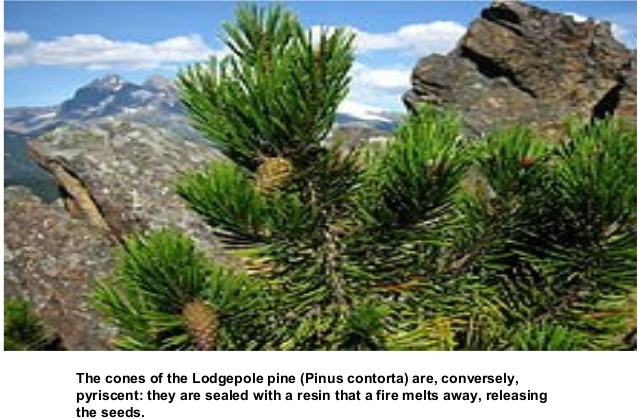 The cones of the Lodgepole pine (Pinus contorta) are, conversely,
pyriscent: they are sealed with a resin that a fire melts away, releasing
the seeds.